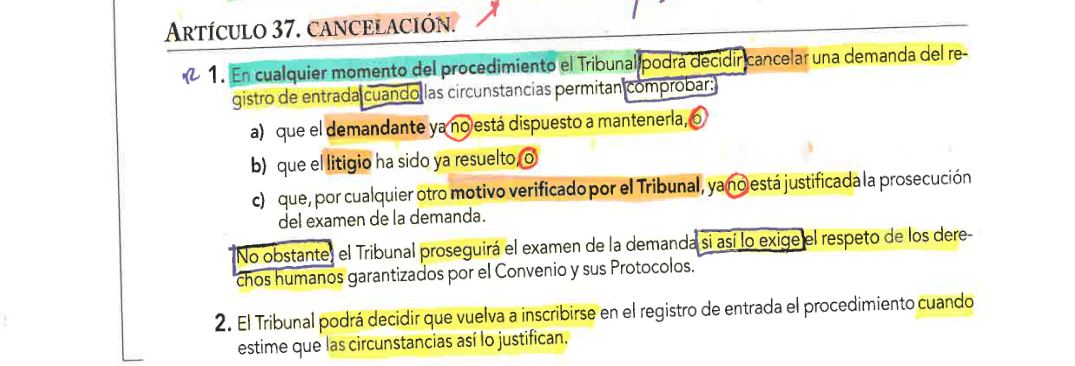 ARTÍCULO 37. CANCELACIÓN.
1. En cualquier momento del procedimiento el Tribunal podrá decidir cancelar una demanda del re-
gistro de entrada cuando las circunstancias permitan comprobar:
a) que el demandante ya no está dispuesto a mantenerla, o
b) que el litigio ha sido ya resuelto, o
c) que, por cualquier otro motivo verificado por el Tribunal, ya no está justificada la prosecución
del examen de la demanda.
No obstante, el Tribunal proseguirá el examen de la demanda si así lo exige el respeto de los dere-
chos humanos garantizados por el Convenio y sus Protocolos.
2. El Tribunal podrá decidir que vuelva a inscribirse en el registro de entrada el procedimiento cuando
estime que las circunstancias así lo justifican.